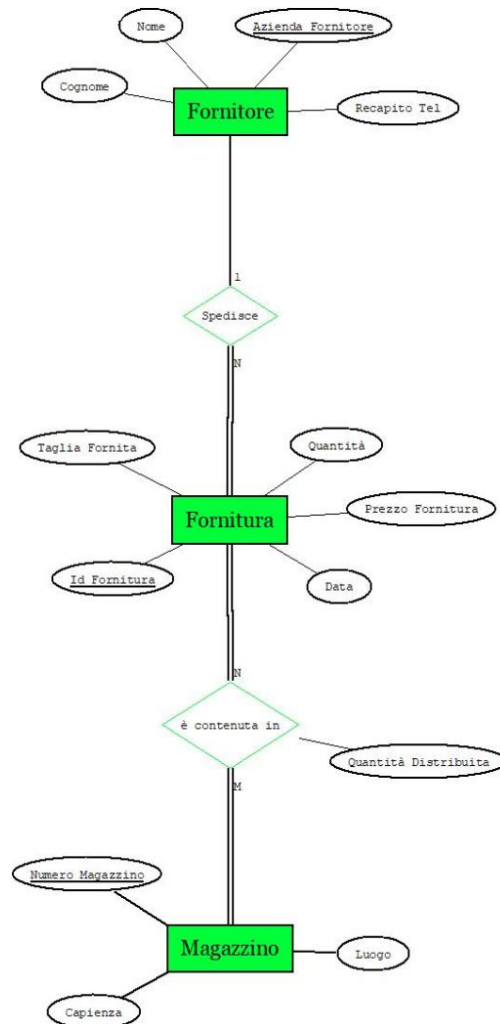 Nome
Azienda Fornitore
Cognome
Fornitore
Recapito Tel
1
Spedisce
N
Taglia Fornita
Quantità
Prezzo Fornitura
Fornitura
Id Fornitura
Data
N
è contenuta in
Quantità Distribuita
M
Numero Magazzino
Magazzino
Luogo
Capienza